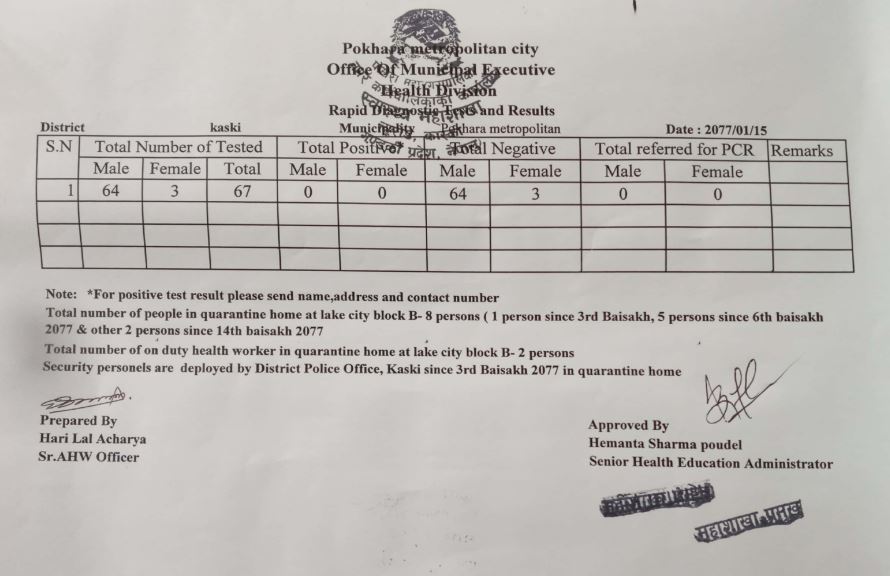 Pokhara metropolitan city
Office Of Municipal Executive
Health Division
Rapid Diagnostic Tests and Results
District kaski Municipality Pokhara metropolitan Date : 2077/01/15
S.N Total Number of Tested Total Positive Total Negative Total referred for PCR Remarks
Male Female Total Male Female Male Female Male Female
1 64 3 67 0 0 64 3 0 0
Note: *For positive test result please send name,address and contact number
Total number of people in quarantine home at lake city block B- 8 persons ( 1 person since 3rd Baisakh, 5 persons since 6th baisakh
2077 & other 2 persons since 14th baisakh 2077
Total number of on duty health worker in quarantine home at lake city block B- 2 persons
Security personels are deployed by District Police Office, Kaski since 3rd Baisakh 2077 in quarantine home
Prepared By
Hari Lal Acharya
Sr.AHW Officer
Approved By
Hemanta Sharma poudel
Senior Health Education Administrator
महाशाखा प्रमुख